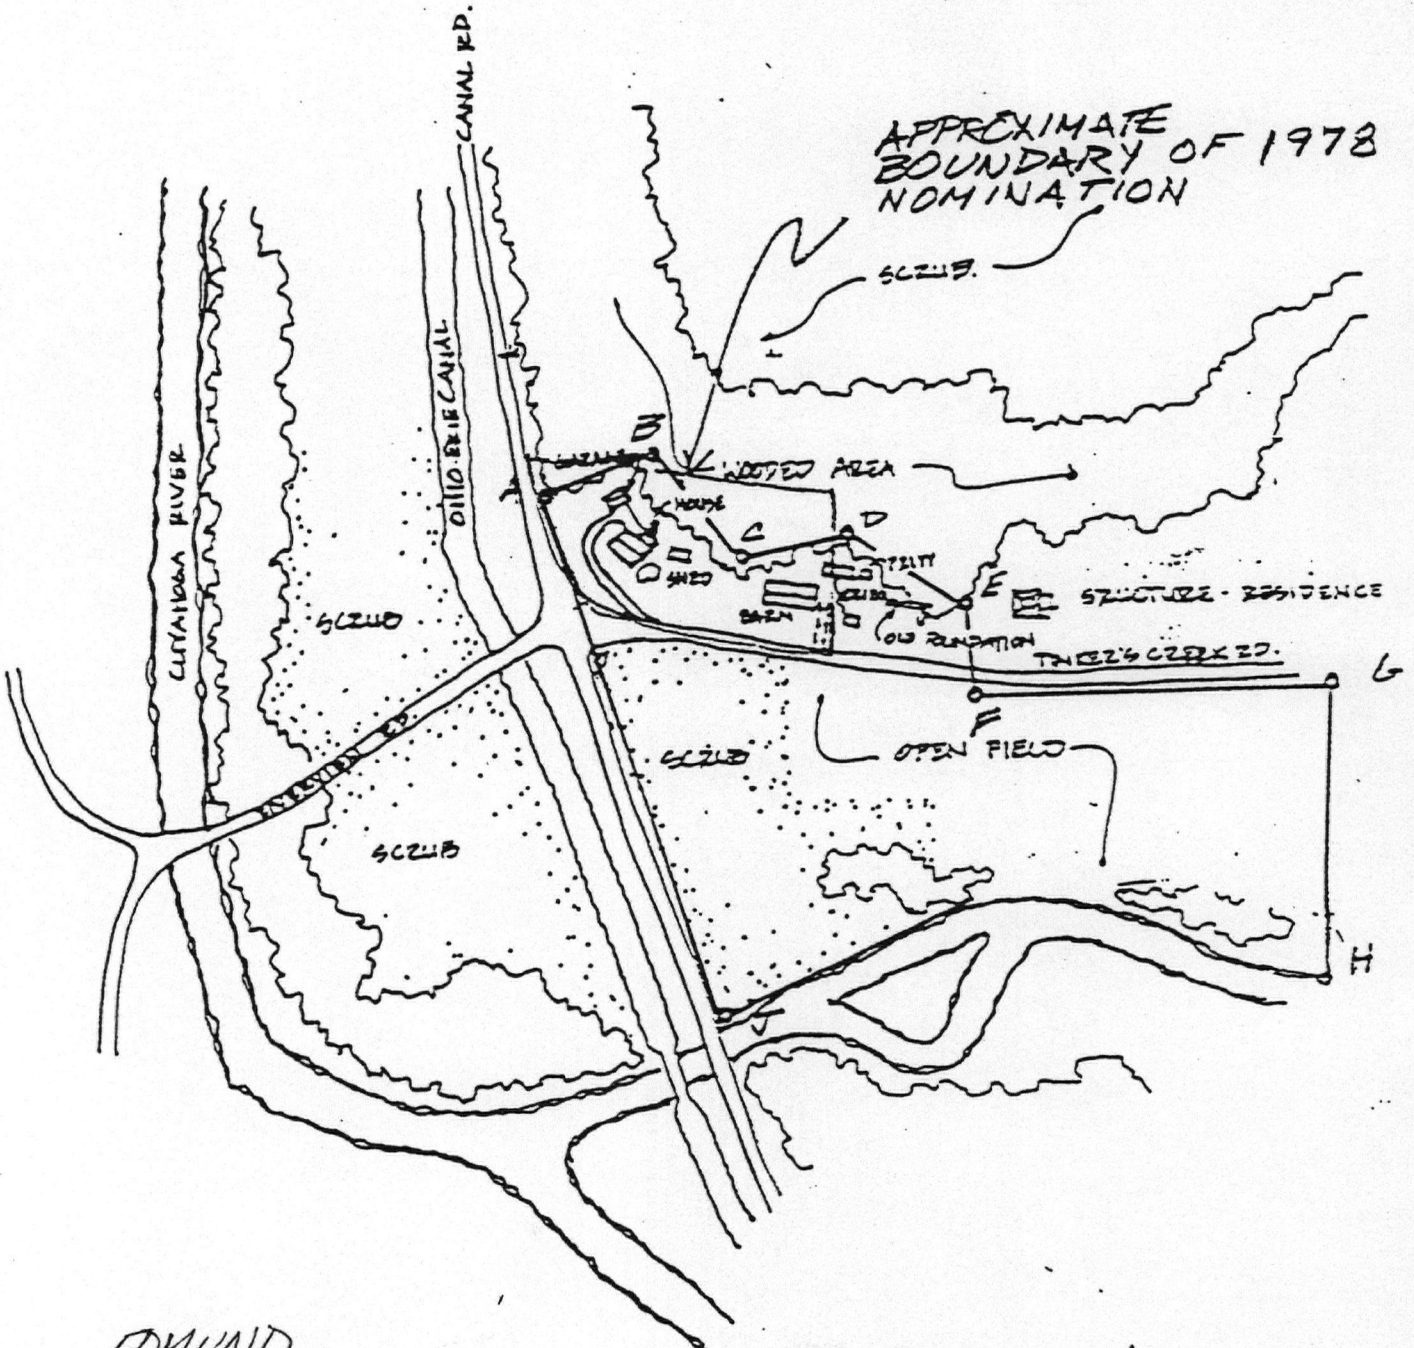 CANAL RD.
APPROXIMATE
BOUNDARY OF 1978
NOMINATION
SCRUB.
OHIO ERIE CANAL
CUYAHOGA RIVER
B
WOODED AREA
HOUSE
C
D
SHED
BARN
E
STRUCTURE - RESIDENCE
OLD FOUNDATION
TINKER'S CREEK RD.
G
F
SCRUB
SCRUB
OPEN FIELD
SCRUB
H
J
EDMUND